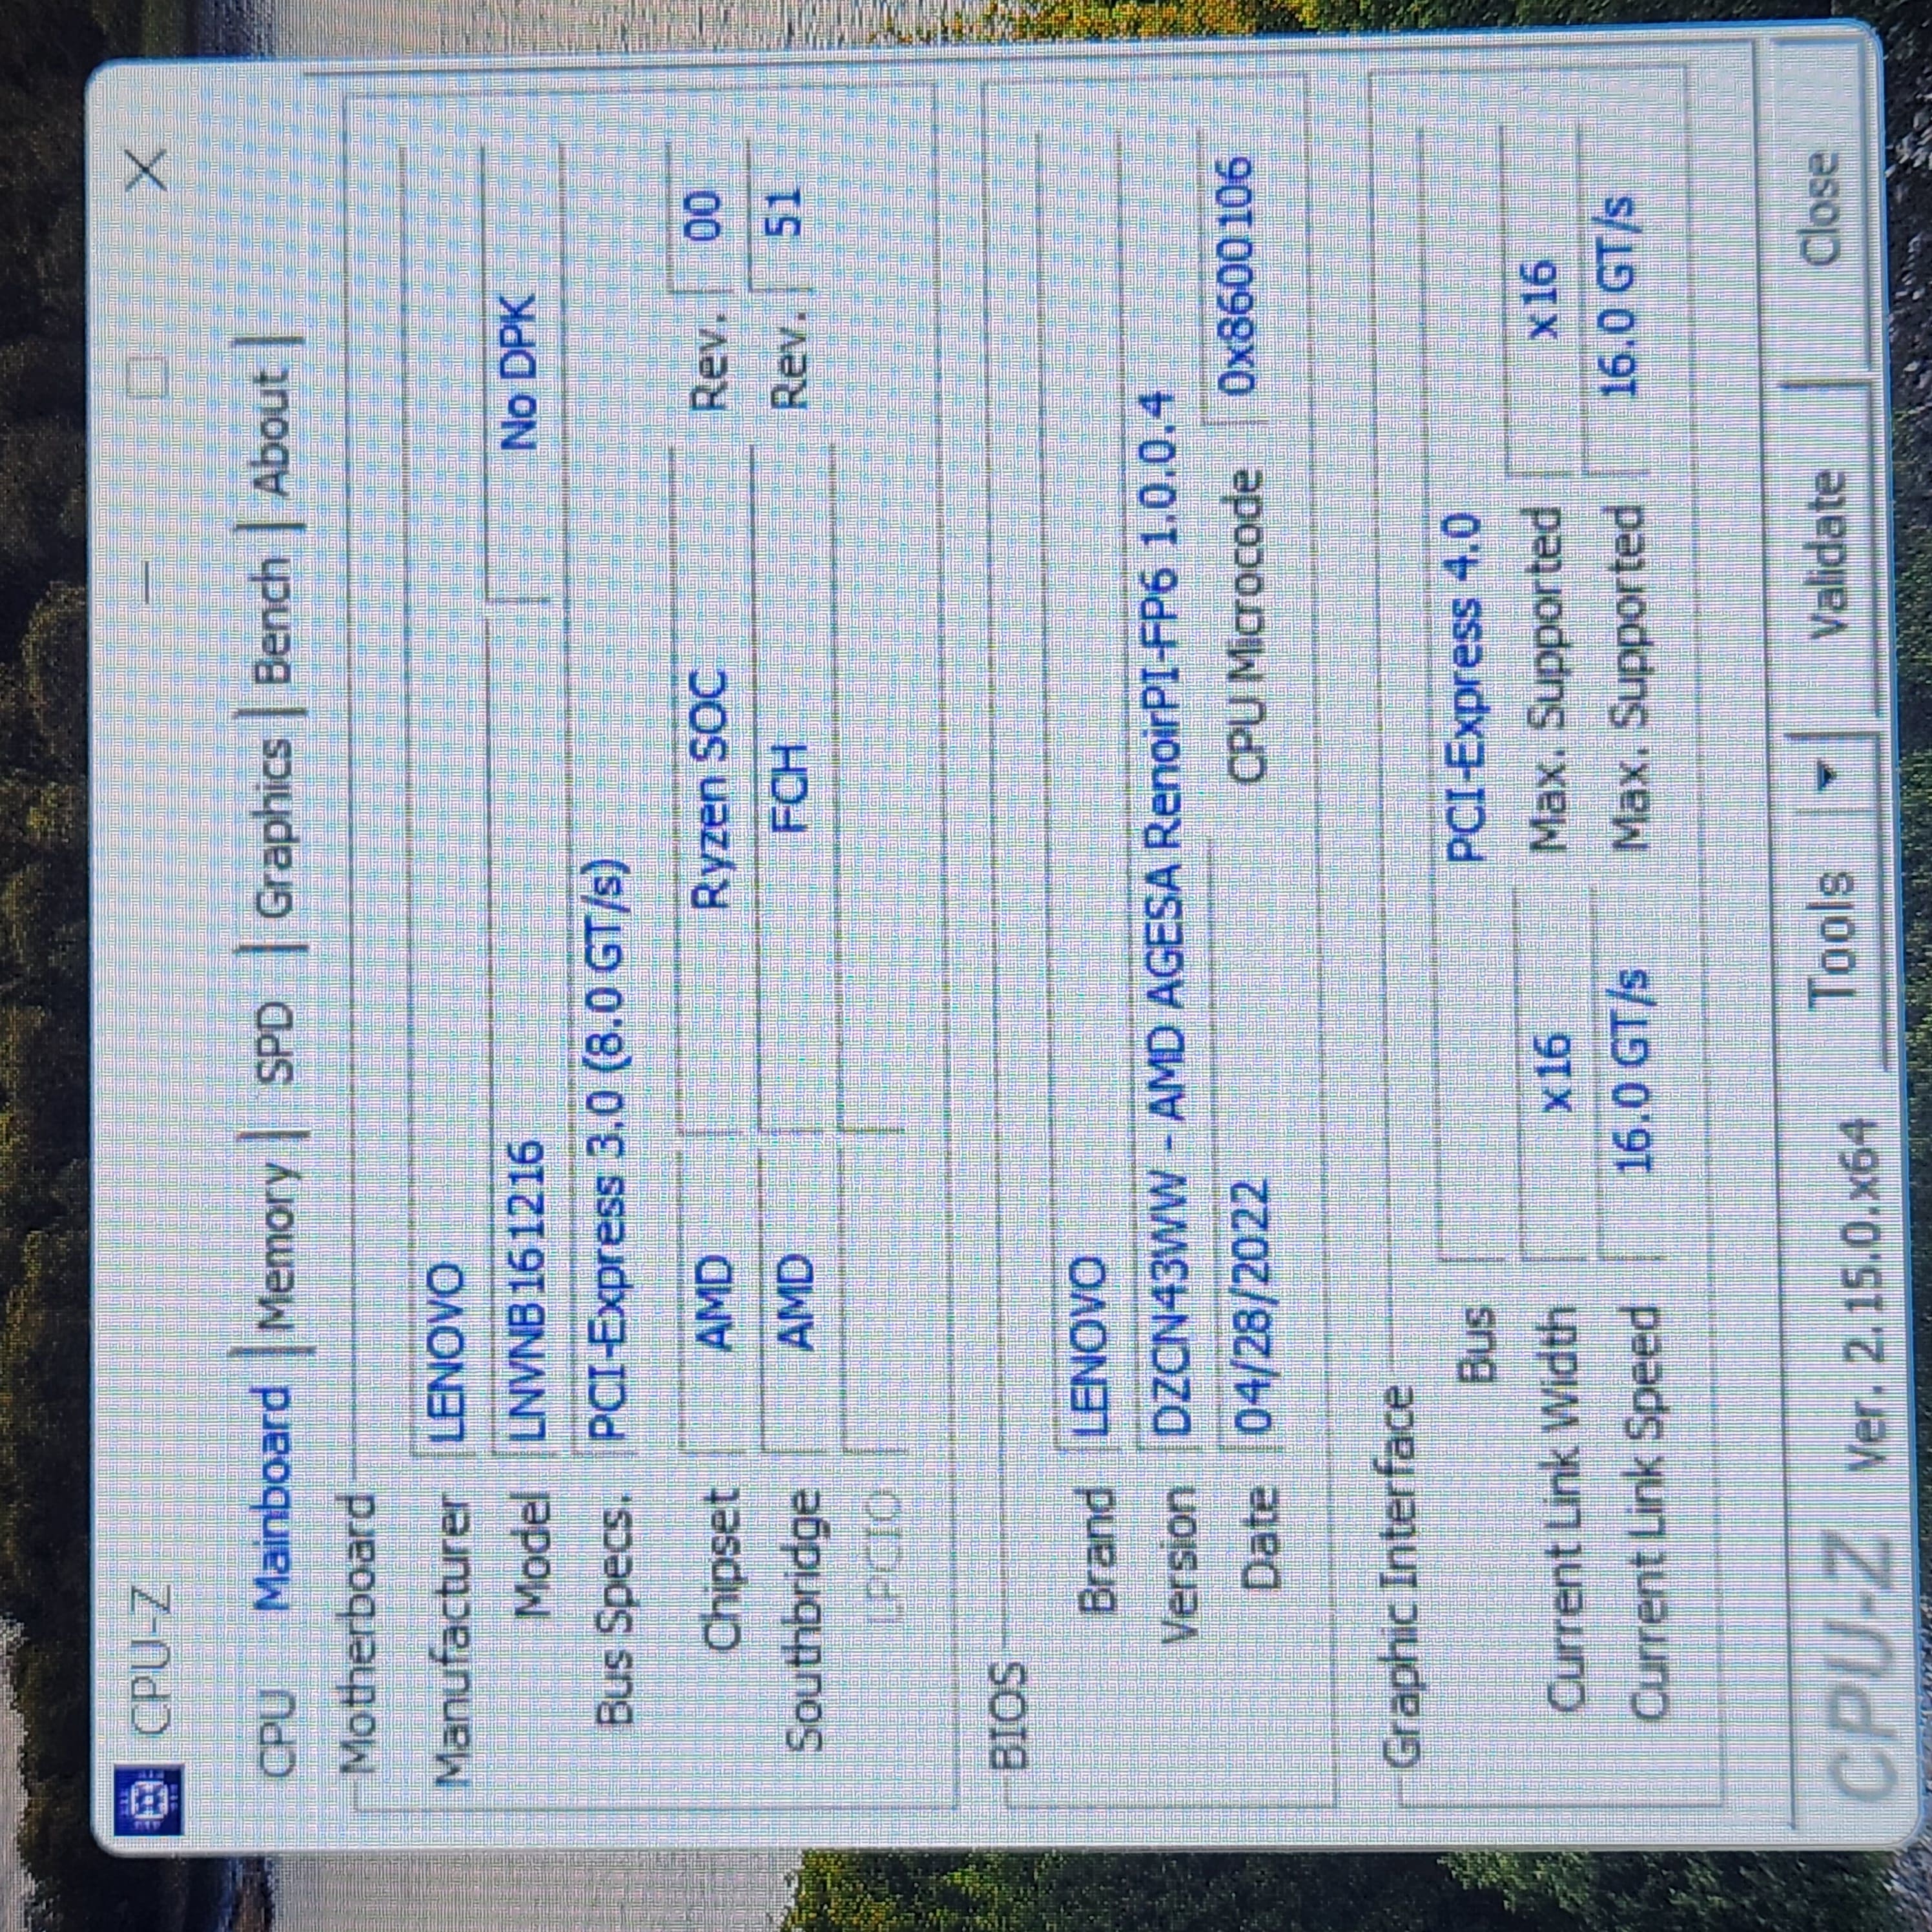 CPU-Z
CPU Mainboard Memory SPD Graphics Bench About
Motherboard
Manufacturer LENOVO
Model LNVNB161216 No DPK
Bus Specs. PCI-Express 3.0 (8.0 GT/s)
Chipset AMD Ryzen SOC Rev. 00
Southbridge AMD FCH Rev. 51
LPCIO
BIOS
Brand LENOVO
Version DZCN43WW - AMD AGESA RenoirPI-FP6 1.0.0.4
Date 04/28/2022 CPU Microcode 0x8600106
Graphic Interface
Bus PCI-Express 4.0
Current Link Width x16 Max. Supported x16
Current Link Speed 16.0 GT/s Max. Supported 16.0 GT/s
CPU-Z Ver. 2.15.0.x64 Tools Validate Close